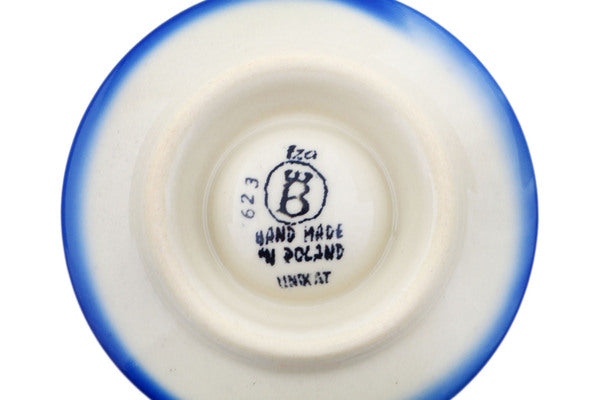 Iza
B
623
HAND MADE
IN POLAND
UNIKAT